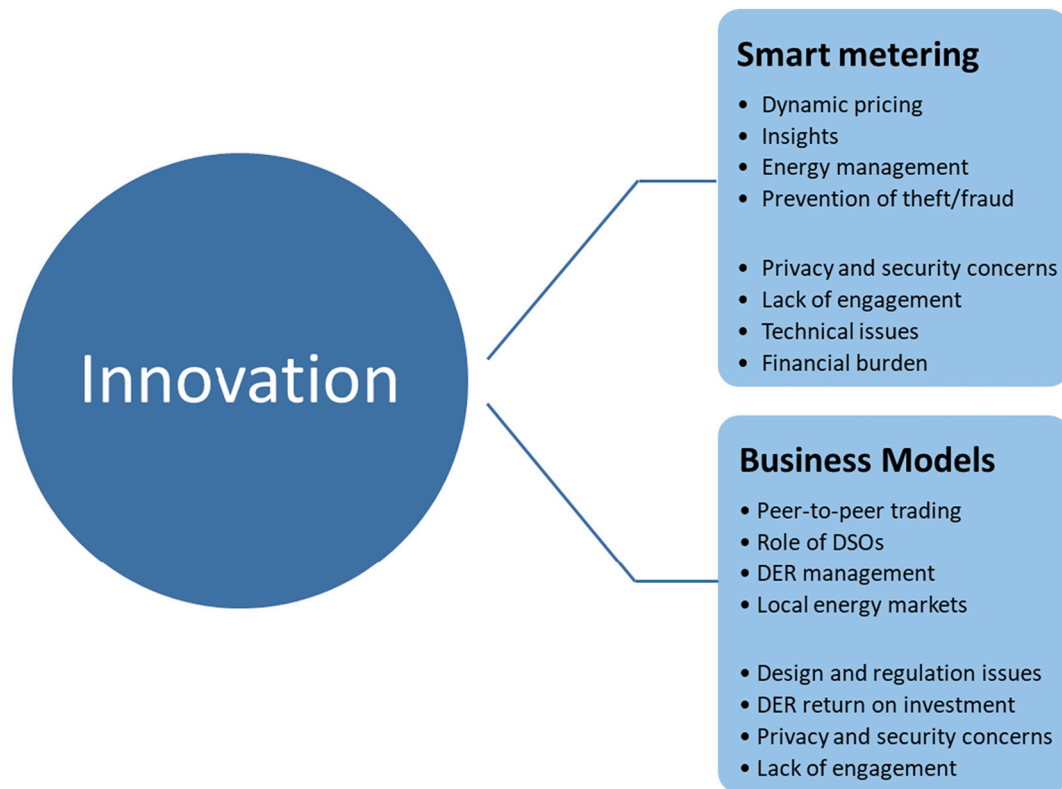 Innovation
Smart metering
• Dynamic pricing
• Insights
• Energy management
• Prevention of theft/fraud
• Privacy and security concerns
• Lack of engagement
• Technical issues
• Financial burden
Business Models
• Peer-to-peer trading
• Role of DSOs
• DER management
• Local energy markets
• Design and regulation issues
• DER return on investment
• Privacy and security concerns
• Lack of engagement